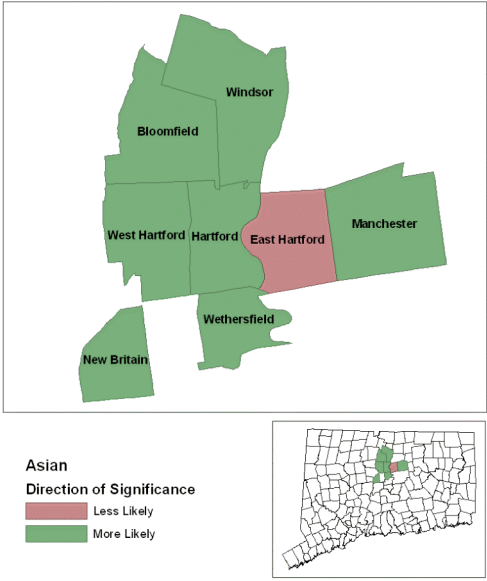 Windsor
Bloomfield
Manchester
West Hartford
Hartford
East Hartford
Wethersfield
New Britain
Asian
Direction of Significance
Less Likely
More Likely